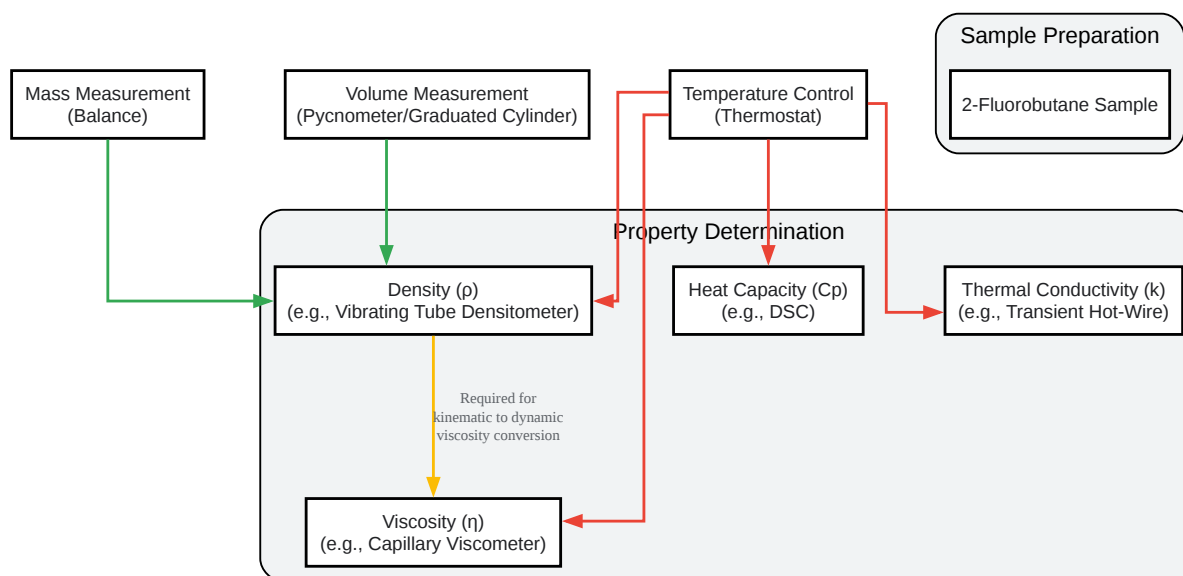 Sample Preparation
Mass Measurement
(Balance)
Volume Measurement
(Pycnometer/Graduated Cylinder)
Temperature Control
(Thermostat)
2-Fluorobutane Sample
Property Determination
Density (ρ)
(e.g., Vibrating Tube Densitometer)
Heat Capacity (Cp)
(e.g., DSC)
Thermal Conductivity (k)
(e.g., Transient Hot-Wire)
Required for
kinematic to dynamic
viscosity conversion
Viscosity (η)
(e.g., Capillary Viscometer)